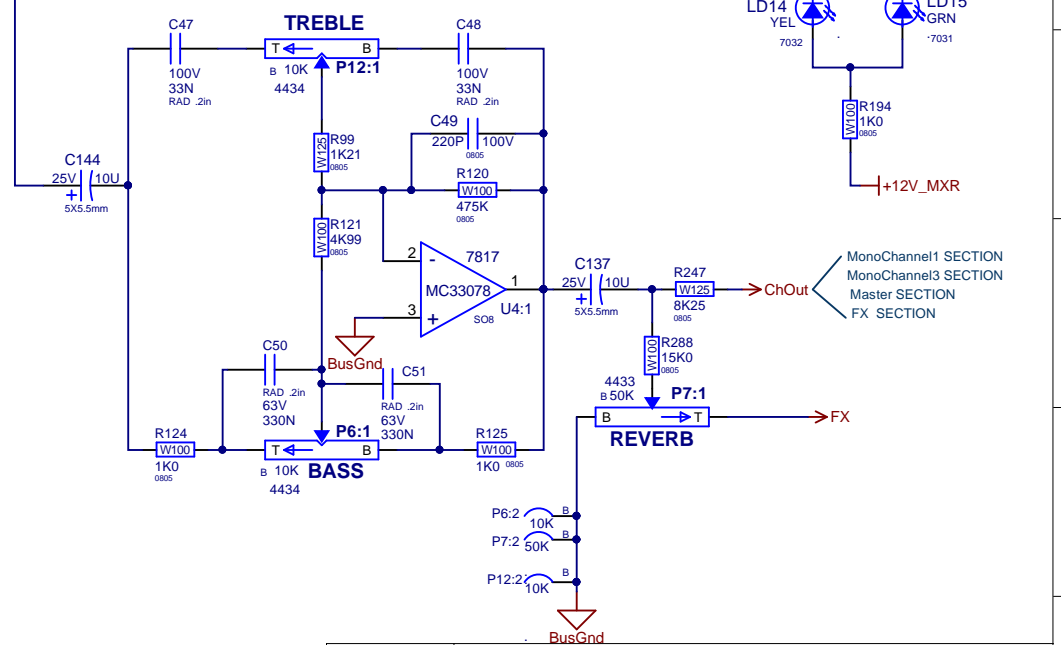 TREBLE
C47
T
B
C48
100V
33N
RAD .2in
B 10K
4434
P12:1
100V
33N
RAD .2in
LD14
YEL
7032
LD15
GRN
7031
R194
W100
1K0
0805
+12V_MXR
C49
220P
100V
0805
R99
W125
1K21
0805
C144
25V
10U
+
5X5.5mm
R120
W100
475K
0805
R121
W100
4K99
0805
2
-
7817
MC33078
1
3
+
SO8
U4:1
BusGnd
C137
25V
10U
+
5X5.5mm
R247
W125
8K25
0805
ChOut
MonoChannel1 SECTION
MonoChannel3 SECTION
Master SECTION
FX SECTION
R288
W100
15K0
0805
C50
RAD .2in
63V
330N
C51
RAD .2in
63V
330N
4433
B 50K
P7:1
B
T
FX
REVERB
R124
W100
1K0
0805
P6:1
T
B
B 10K
BASS
4434
R125
W100
1K0 0805
P6:2
10K
B
P7:2
50K
B
P12:2
10K
B
BusGnd